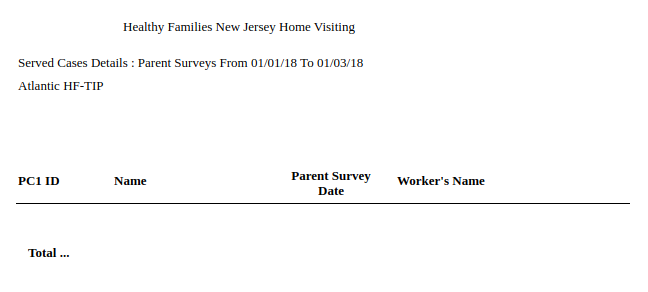 Healthy Families New Jersey Home Visiting
Served Cases Details : Parent Surveys From 01/01/18 To 01/03/18
Atlantic HF-TIP
PC1 ID Name Parent Survey Date Worker's Name
Total ...